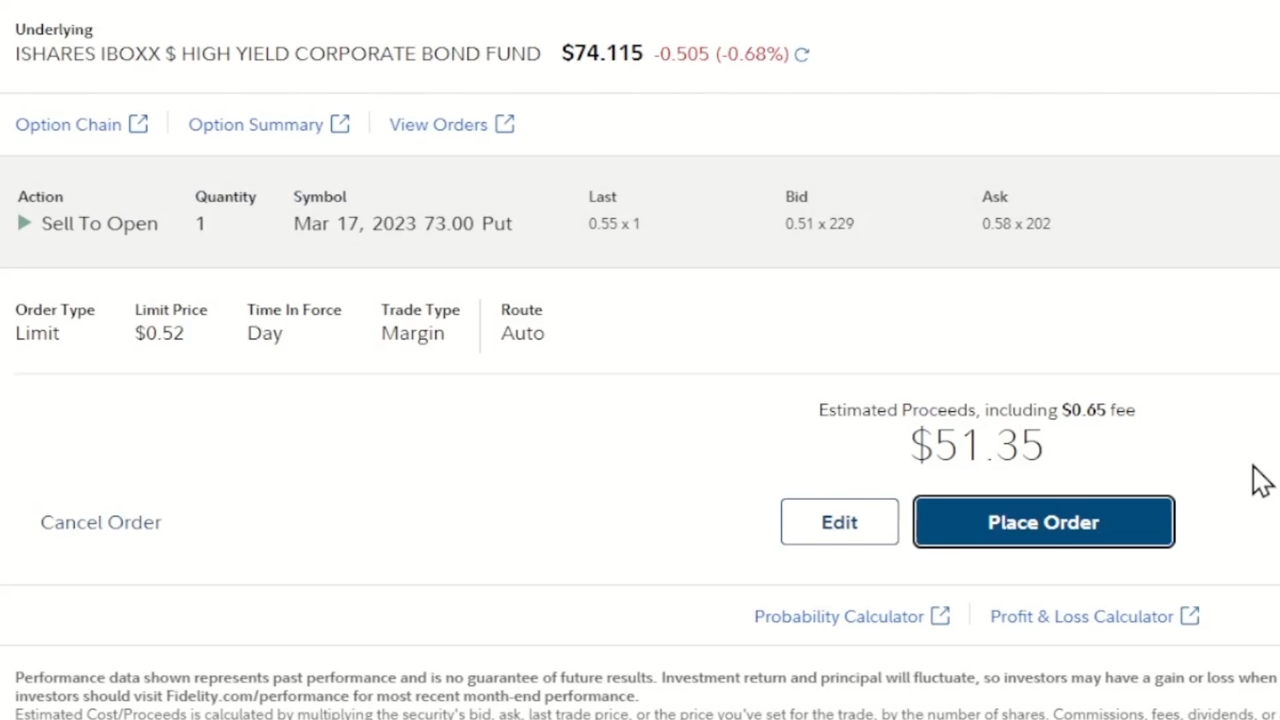 Underlying
ISHARES IBOXX $ HIGH YIELD CORPORATE BOND FUND $74.115 -0.505 (-0.68%)
Option Chain Option Summary View Orders
Action Quantity Symbol Last Bid Ask
Sell To Open 1 Mar 17, 2023 73.00 Put 0.55 x 1 0.51 x 229 0.58 x 202
Order Type Limit Price Time In Force Trade Type Route
Limit $0.52 Day Margin Auto
Estimated Proceeds, including $0.65 fee
$51.35
Cancel Order Edit Place Order
Probability Calculator Profit & Loss Calculator
Performance data shown represents past performance and is no guarantee of future results. Investment return and principal will fluctuate, so investors may have a gain or loss when
investors should visit Fidelity.com/performance for most recent month-end performance.
Estimated Cost/Proceeds is calculated by multiplying the security's bid, ask, last trade price, or the price you've set for the trade, by the number of shares. Commissions, fees, dividends, or